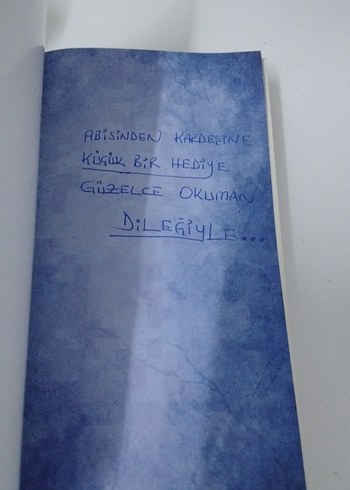 ABİSİNDEN KARDEŞİNE
KÜÇÜK BİR HEDİYE
GÜZELCE OKUMAN
DİLEĞİYLE...